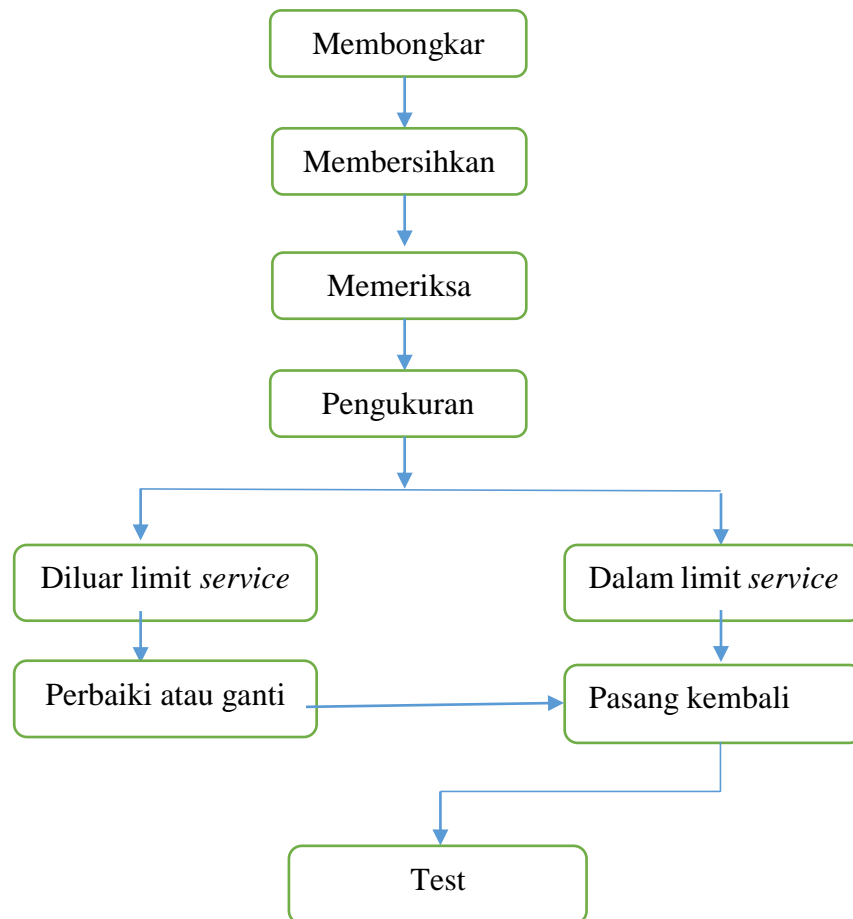 Membongkar
Membersihkan
Memeriksa
Pengukuran
Diluar limit service
Dalam limit service
Perbaiki atau ganti
Pasang kembali
Test